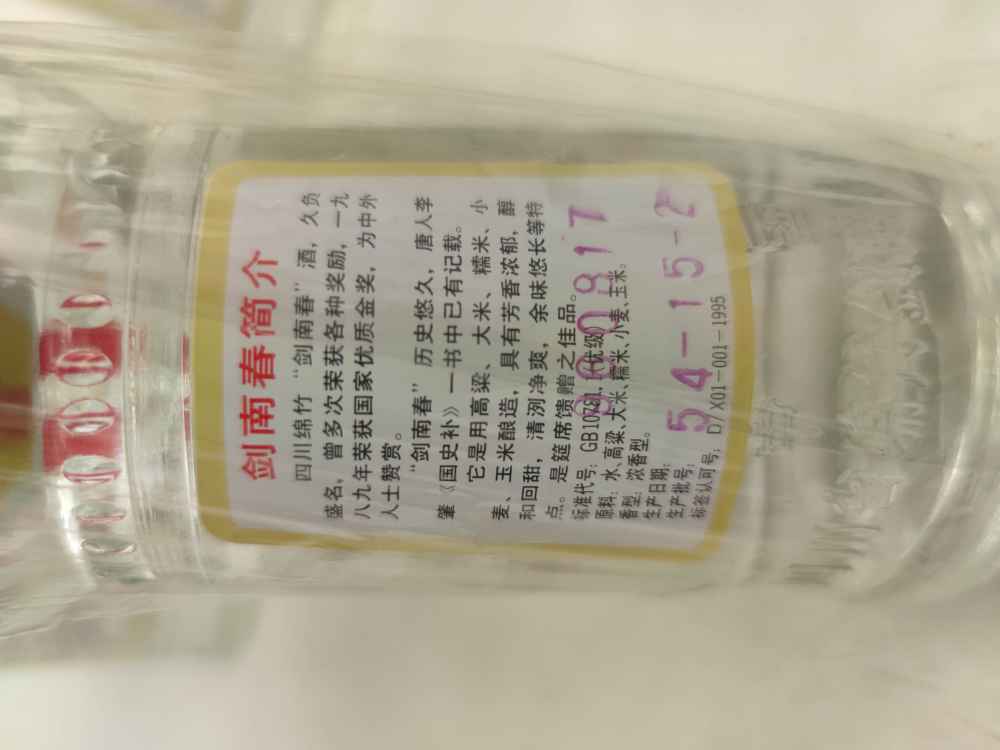 剑南春简介
四川绵竹“剑南春”酒，久负
盛名，曾多次荣获各种奖励，一九
八九年荣获国家优质金奖，为中外
人士赞赏。
“剑南春”历史悠久，唐人李
肇《国史补》一书中已有记载。
它是用高粱、大米、糯米、小
麦、玉米酿造，具有芳香浓郁，醇
和回甜，清洌净爽，余味悠长等特
点。是筵席馈赠之佳品。
标准代号：GB10781.1(优级)
原料：水、高粱、大米、糯米、小麦、玉米。
香型：浓香型。
生产日期：
生产批号：
54-15-2
标签认可号：D/X01-001-1995